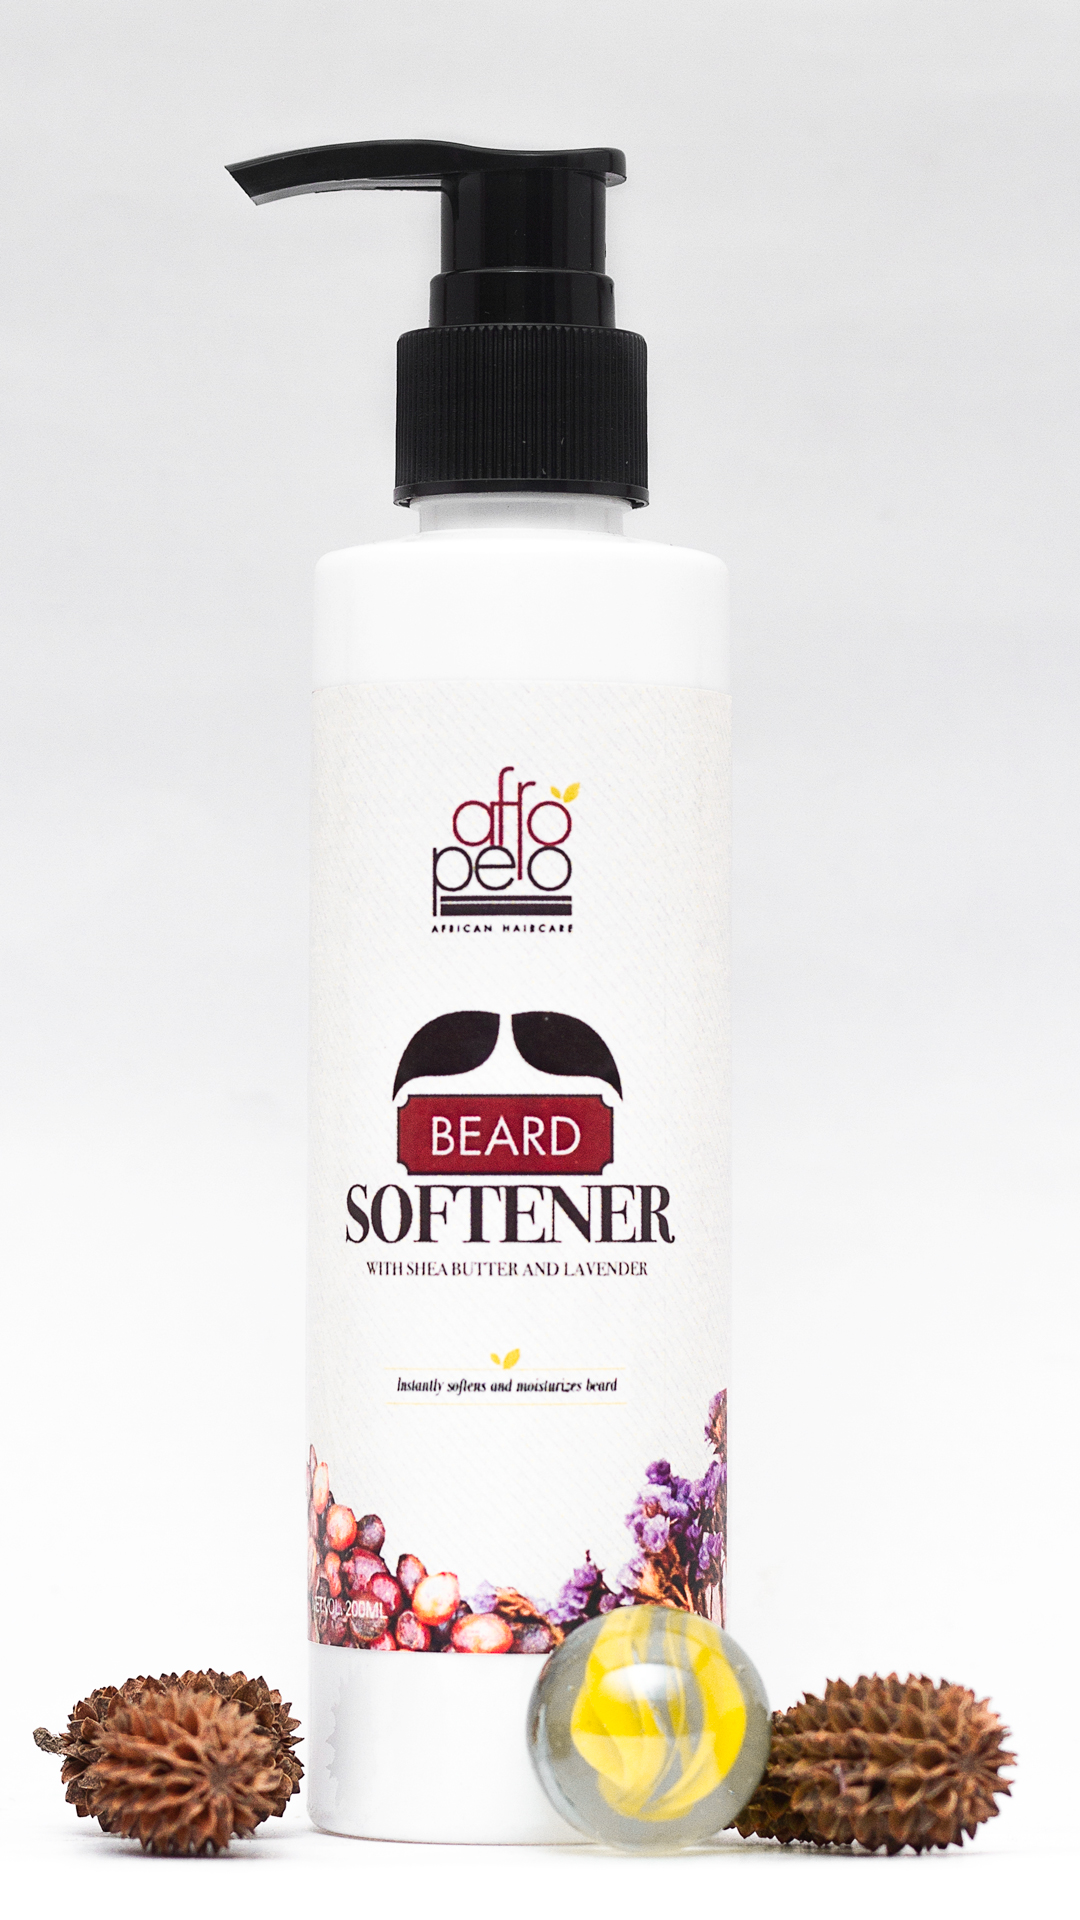 afro
pelo
AFRICAN HAIRCARE
BEARD
SOFTENER
WITH SHEA BUTTER AND LAVENDER
Instantly softens and moisturizes beard
200ML